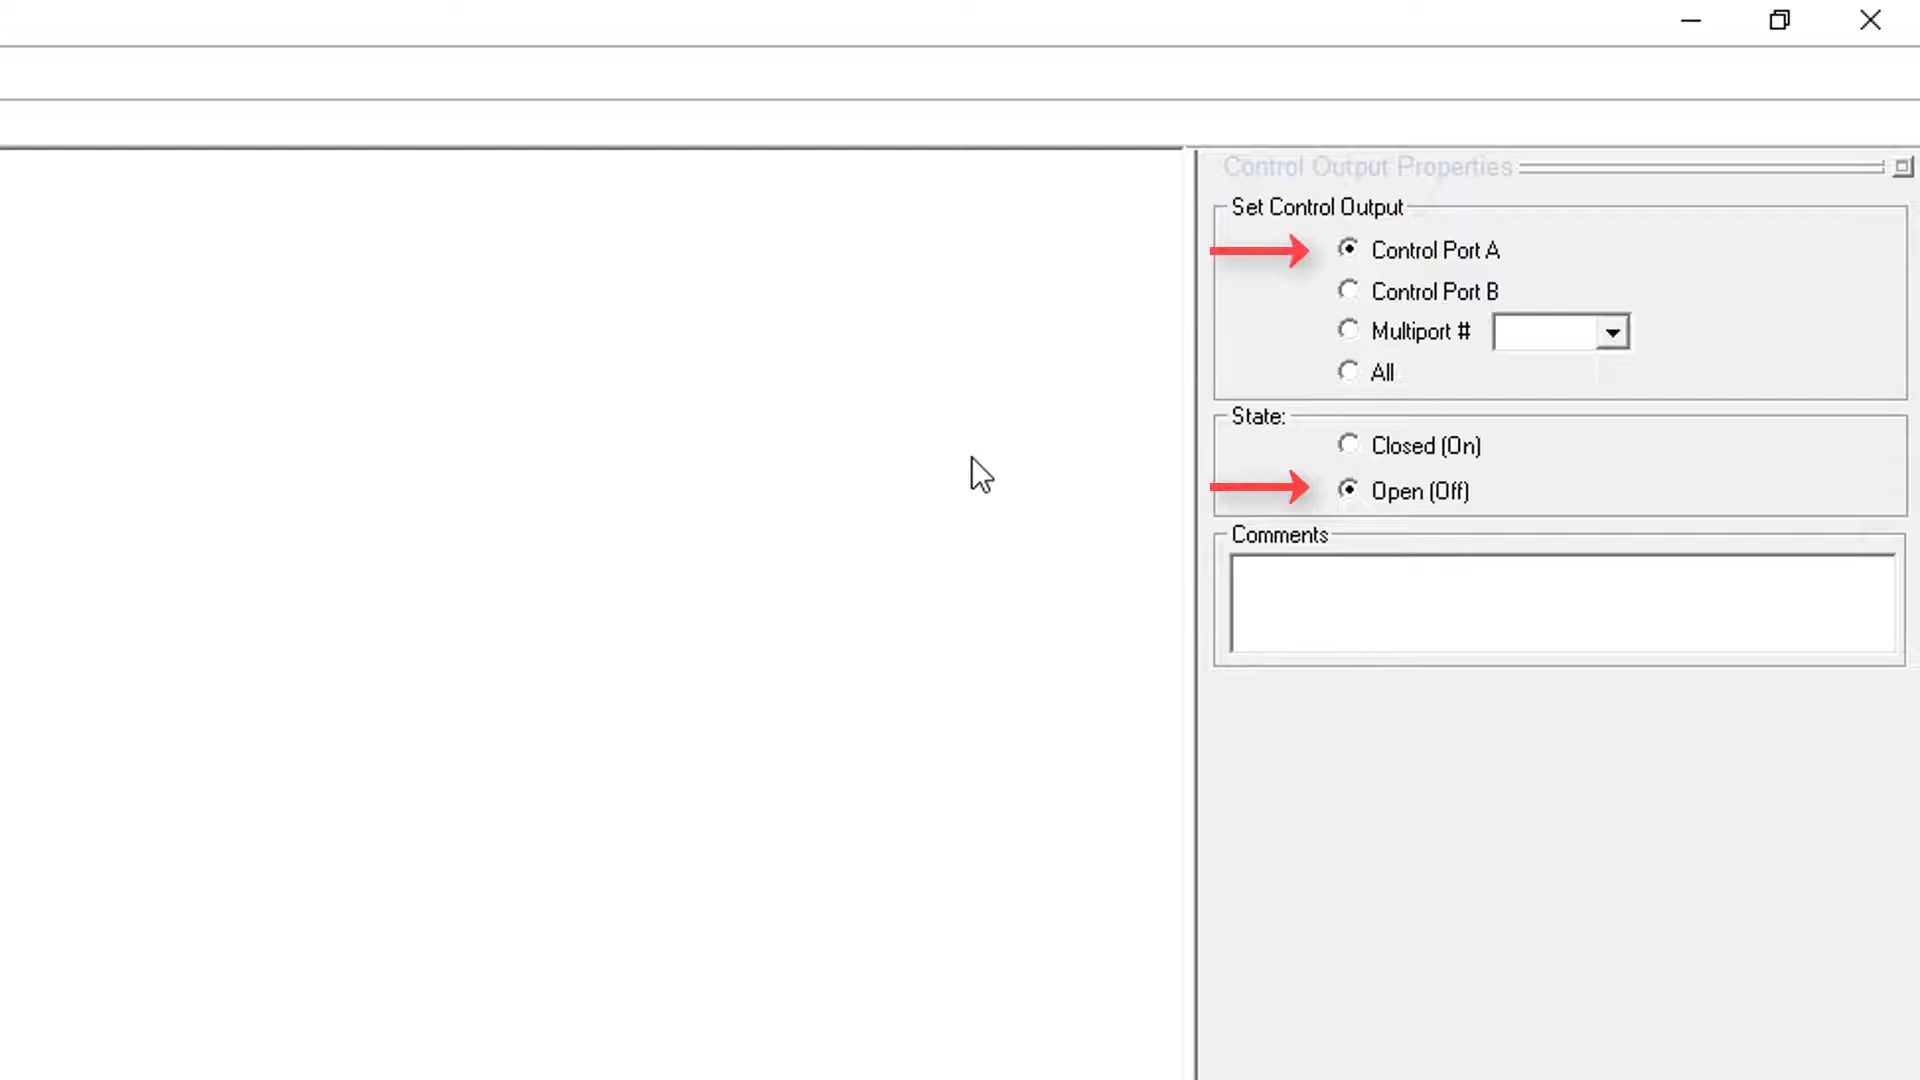 Control Output Properties
Set Control Output
Control Port A
Control Port B
Multiport #
All
State:
Closed (On)
Open (Off)
Comments